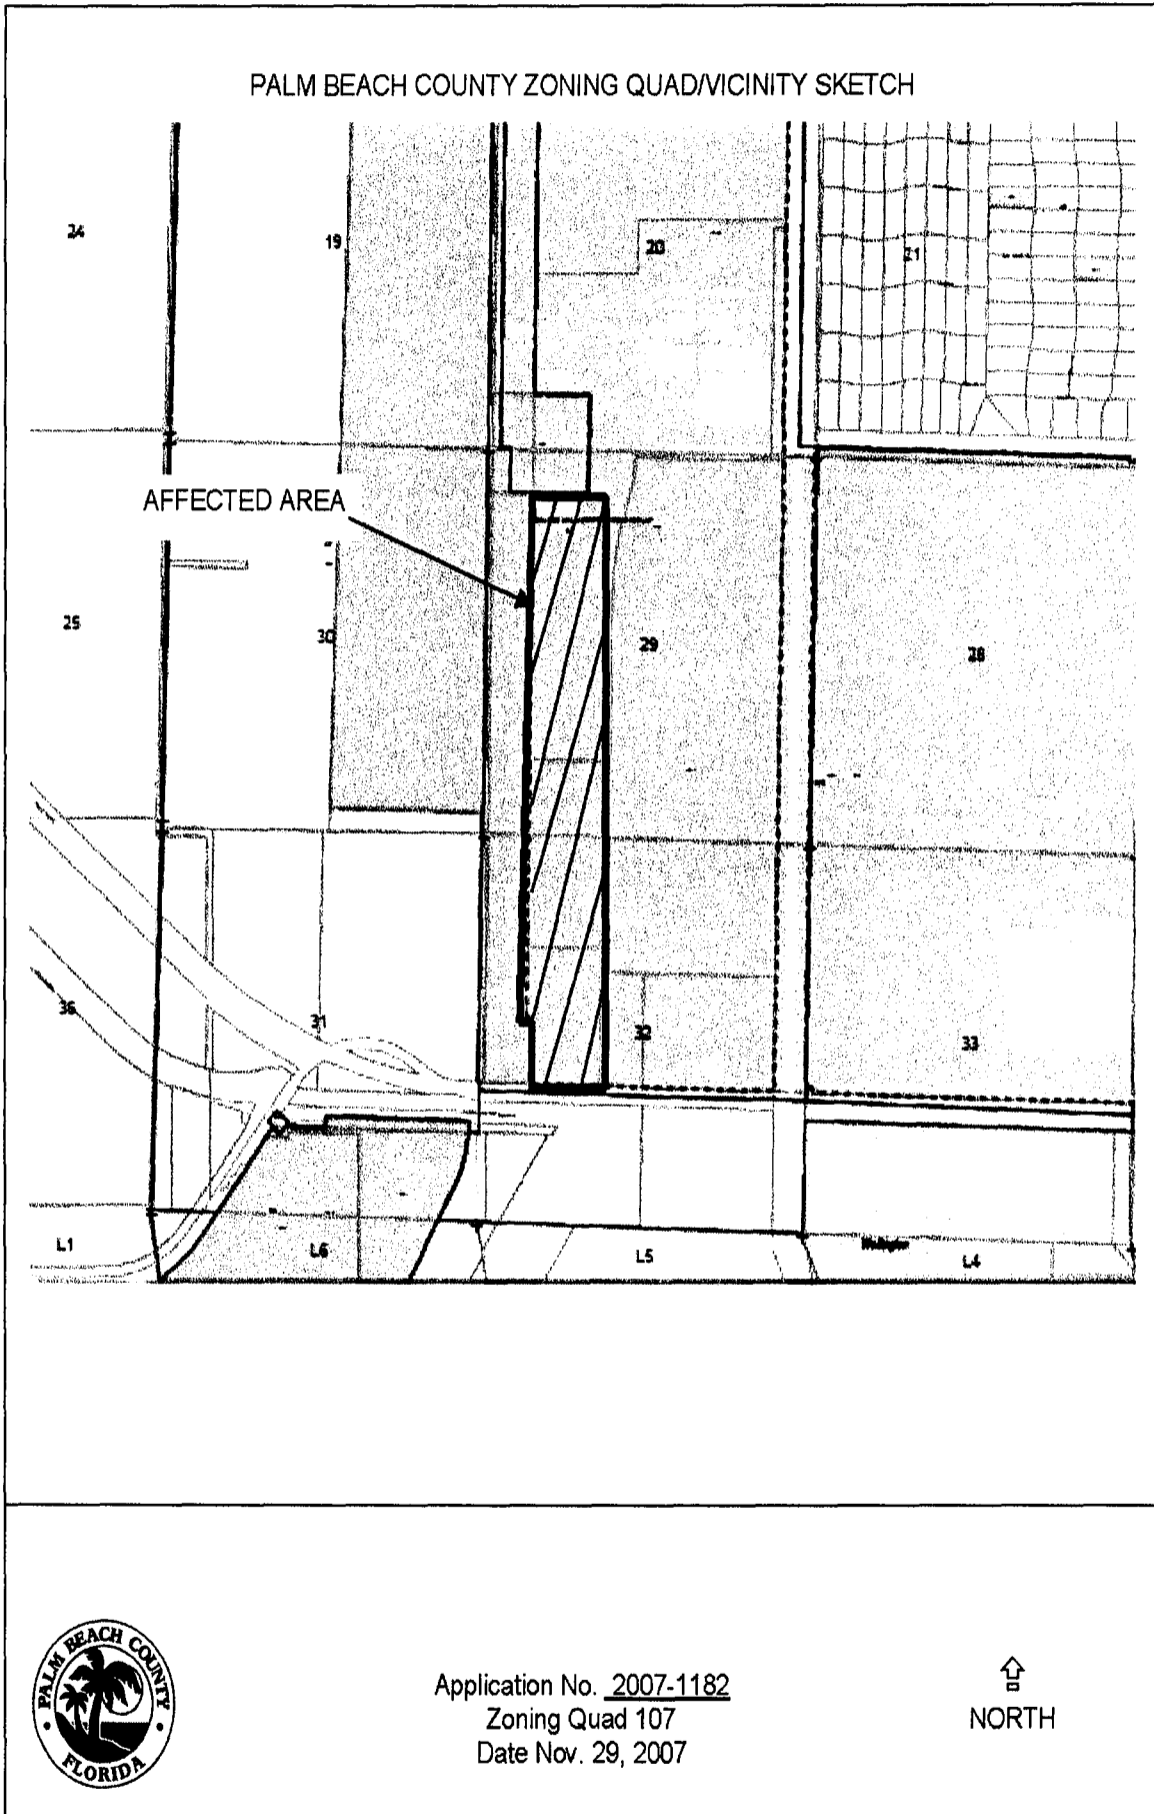 PALM BEACH COUNTY ZONING QUAD/VICINITY SKETCH
24
19
20
21
AFFECTED AREA
25
30
29
28
36
31
32
33
L1
L6
L5
L4
PALM BEACH COUNTY
FLORIDA
Application No. 2007-1182
Zoning Quad 107
Date Nov. 29, 2007
NORTH